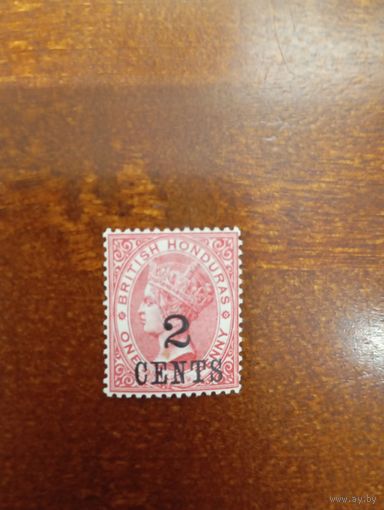 BRITISH HONDURAS
ONE PENNY
2
CENTS
www.ay.by